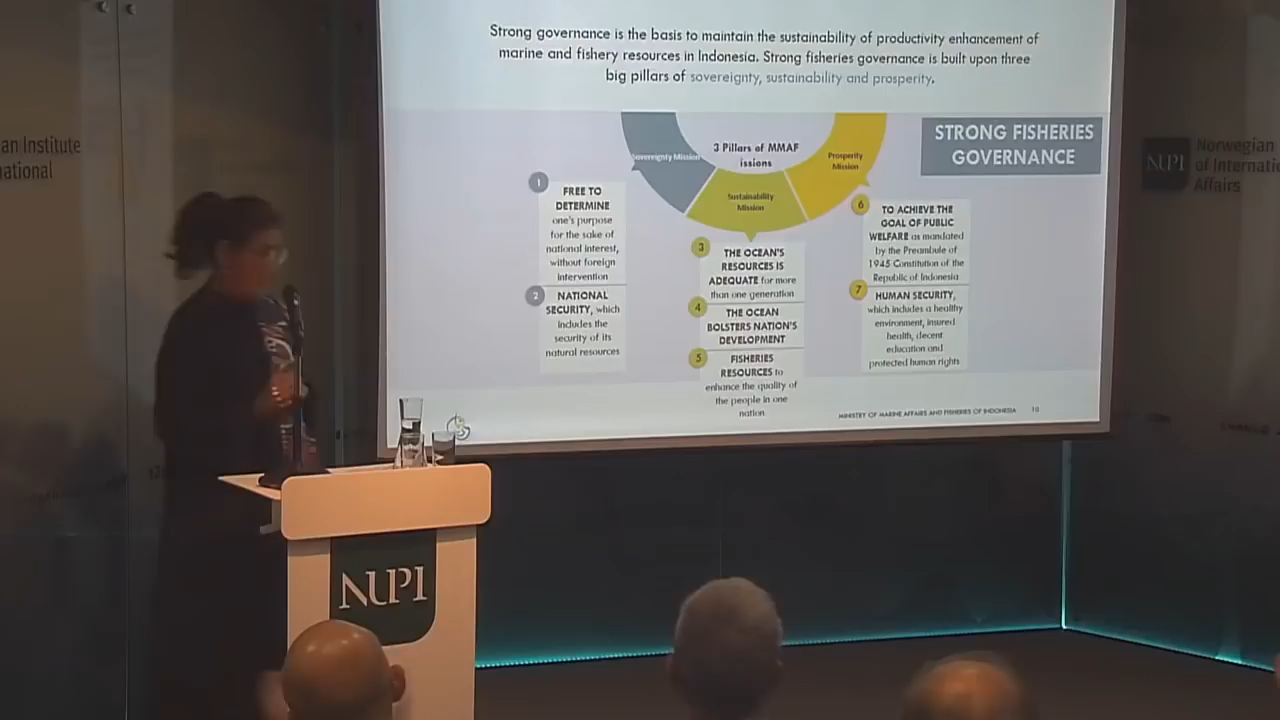 Strong governance is the basis to maintain the sustainability of productivity enhancement of
marine and fishery resources in Indonesia. Strong fisheries governance is built upon three
big pillars of sovereignty, sustainability and prosperity.
STRONG FISHERIES
GOVERNANCE
3 Pillars of MMAF
issions
Sovereignty Mission
Sustainability
Mission
Prosperity
Mission
1
FREE TO
DETERMINE
one's purpose
for the sake of
national interest,
without foreign
intervention
2
NATIONAL
SECURITY, which
includes the
security of its
natural resources
3
THE OCEAN'S
RESOURCES IS
ADEQUATE for more
than one generation
4
THE OCEAN
BOLSTERS NATION'S
DEVELOPMENT
5
FISHERIES
RESOURCES to
enhance the quality of
the people in one
nation
6
TO ACHIEVE THE
GOAL OF PUBLIC
WELFARE as mandated
by the Preambule of
1945 Constitution of the
Republic of Indonesia
7
HUMAN SECURITY,
which includes a healthy
environment, insured
health, decent
education and
protected human rights
MINISTRY OF MARINE AFFAIRS AND FISHERIES OF INDONESIA 10
an Institute
national
NUPI
Norwegian
of Internati
Affairs
NUPI